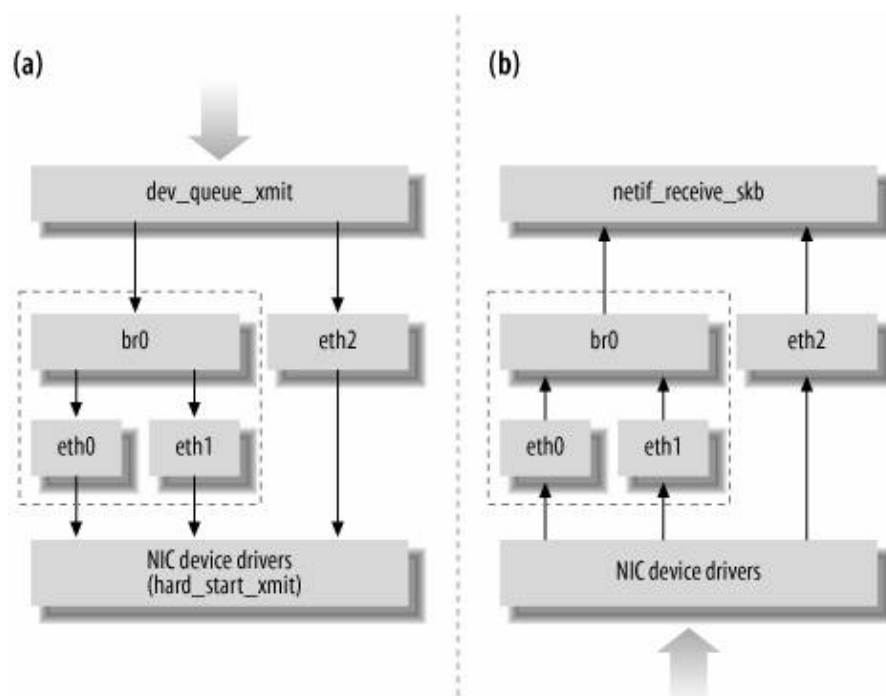 (a)
dev_queue_xmit
br0
eth2
eth0
eth1
NIC device drivers
(hard_start_xmit)
(b)
netif_receive_skb
br0
eth2
eth0
eth1
NIC device drivers